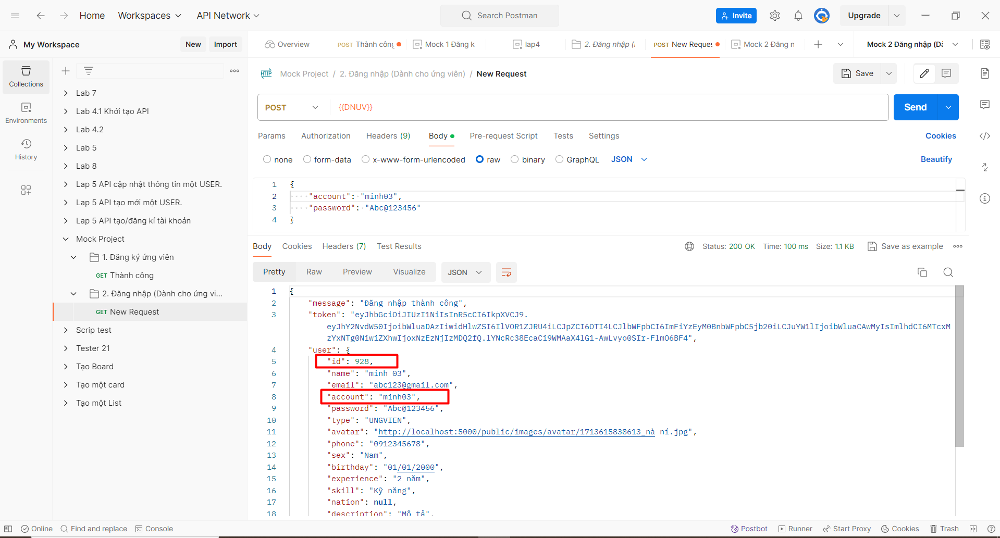 Home Workspaces API Network Search Postman Invite Upgrade
My Workspace New Import Overview POST Thành công Mock 1 Đăng k lap4 2. Đăng nhập ( POST New Reques Mock 2 Đăng n Mock 2 Đăng nhập (Dà
Collections
Environments
History
Lab 7
Lab 4.1 Khởi tạo API
Lab 4.2
Lab 5
Lab 8
Lap 5 API cập nhật thông tin một USER.
Lap 5 API tạo mới một USER.
Lap 5 API tạo/đăng kí tài khoản
Mock Project
1. Đăng ký ứng viên
GET Thành công
2. Đăng nhập (Dành cho ứng vi...
GET New Request
Scrip test
Tester 21
Tạo Board
Tạo một card
Tạo một List
HTTP Mock Project / 2. Đăng nhập (Dành cho ứng viên) / New Request Save
POST {{DNUV}} Send
Params Authorization Headers (9) Body Pre-request Script Tests Settings Cookies
none form-data x-www-form-urlencoded raw binary GraphQL JSON Beautify
1 {
2 "account": "minh03",
3 "password": "Abc@123456"
4 }
Body Cookies Headers (7) Test Results Status: 200 OK Time: 100 ms Size: 1.1 KB Save as example
Pretty Raw Preview Visualize JSON
1 {
2 "message": "Đăng nhập thành công",
3 "token": "eyJhbGciOiJIUzI1NiIsInR5cCI6IkpXVCJ9.
eyJhY2NvdW50IjoibWluaDAzIiwidHlwZSI6IlVOR1ZJRU4iLCJpZCI6OTI4LCJlbWFpbCI6ImFiYzEyM0BnbWFpbC5jb20iLCJuYW1lIjoibWluaCAwMyIsImlhdCI6MTcxM
zYxNTg0NiwiZXhwIjoxNzEzNjIzMDQ2fQ.lYNcRc38EcaCi9WMAaX4lG1-AwLvyo0SIr-FlmO6BF4",
4 "user": {
5 "id": 928,
6 "name": "minh 03",
7 "email": "abc123@gmail.com",
8 "account": "minh03",
9 "password": "Abc@123456",
10 "type": "UNGVIEN",
11 "avatar": "http://localhost:5000/public/images/avatar/1713615838613_nà ní.jpg",
12 "phone": "0912345678",
13 "sex": "Nam",
14 "birthday": "01/01/2000",
15 "experience": "2 năm",
16 "skill": "Kỹ năng",
17 "nation": null,
18 "description": "Mô tả",
Online Find and replace Console Postbot Runner Start Proxy Cookies Trash